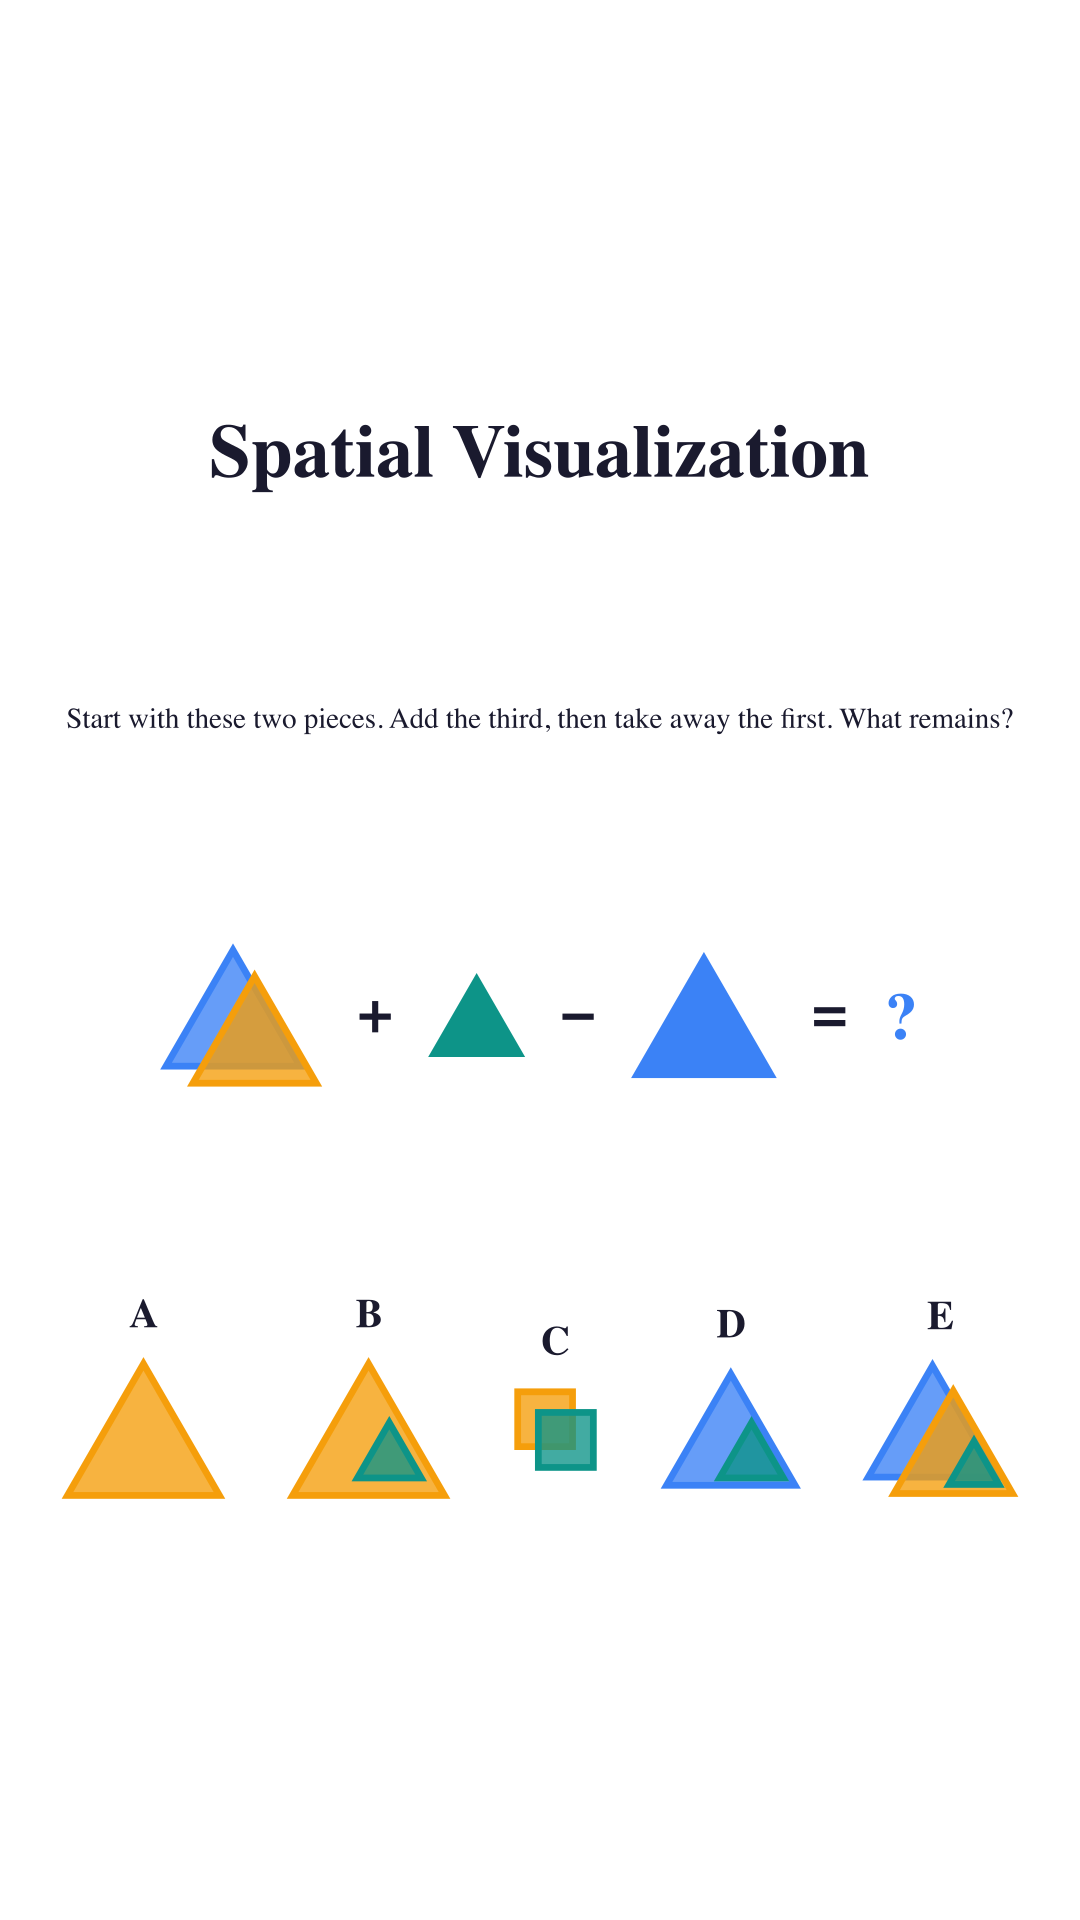 Spatial Visualization
Start with these two pieces. Add the third, then take away the first. What remains?
+ − = ?
A B C D E